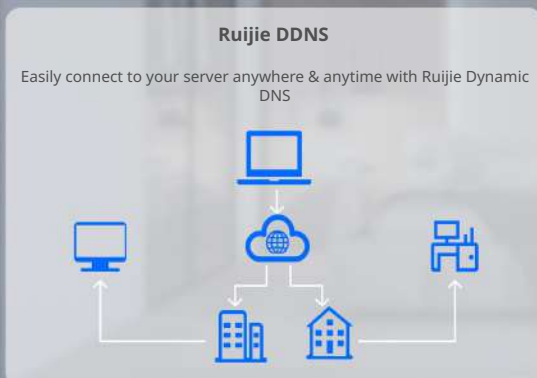 Ruijie DDNS
Easily connect to your server anywhere & anytime with Ruijie Dynamic
DNS